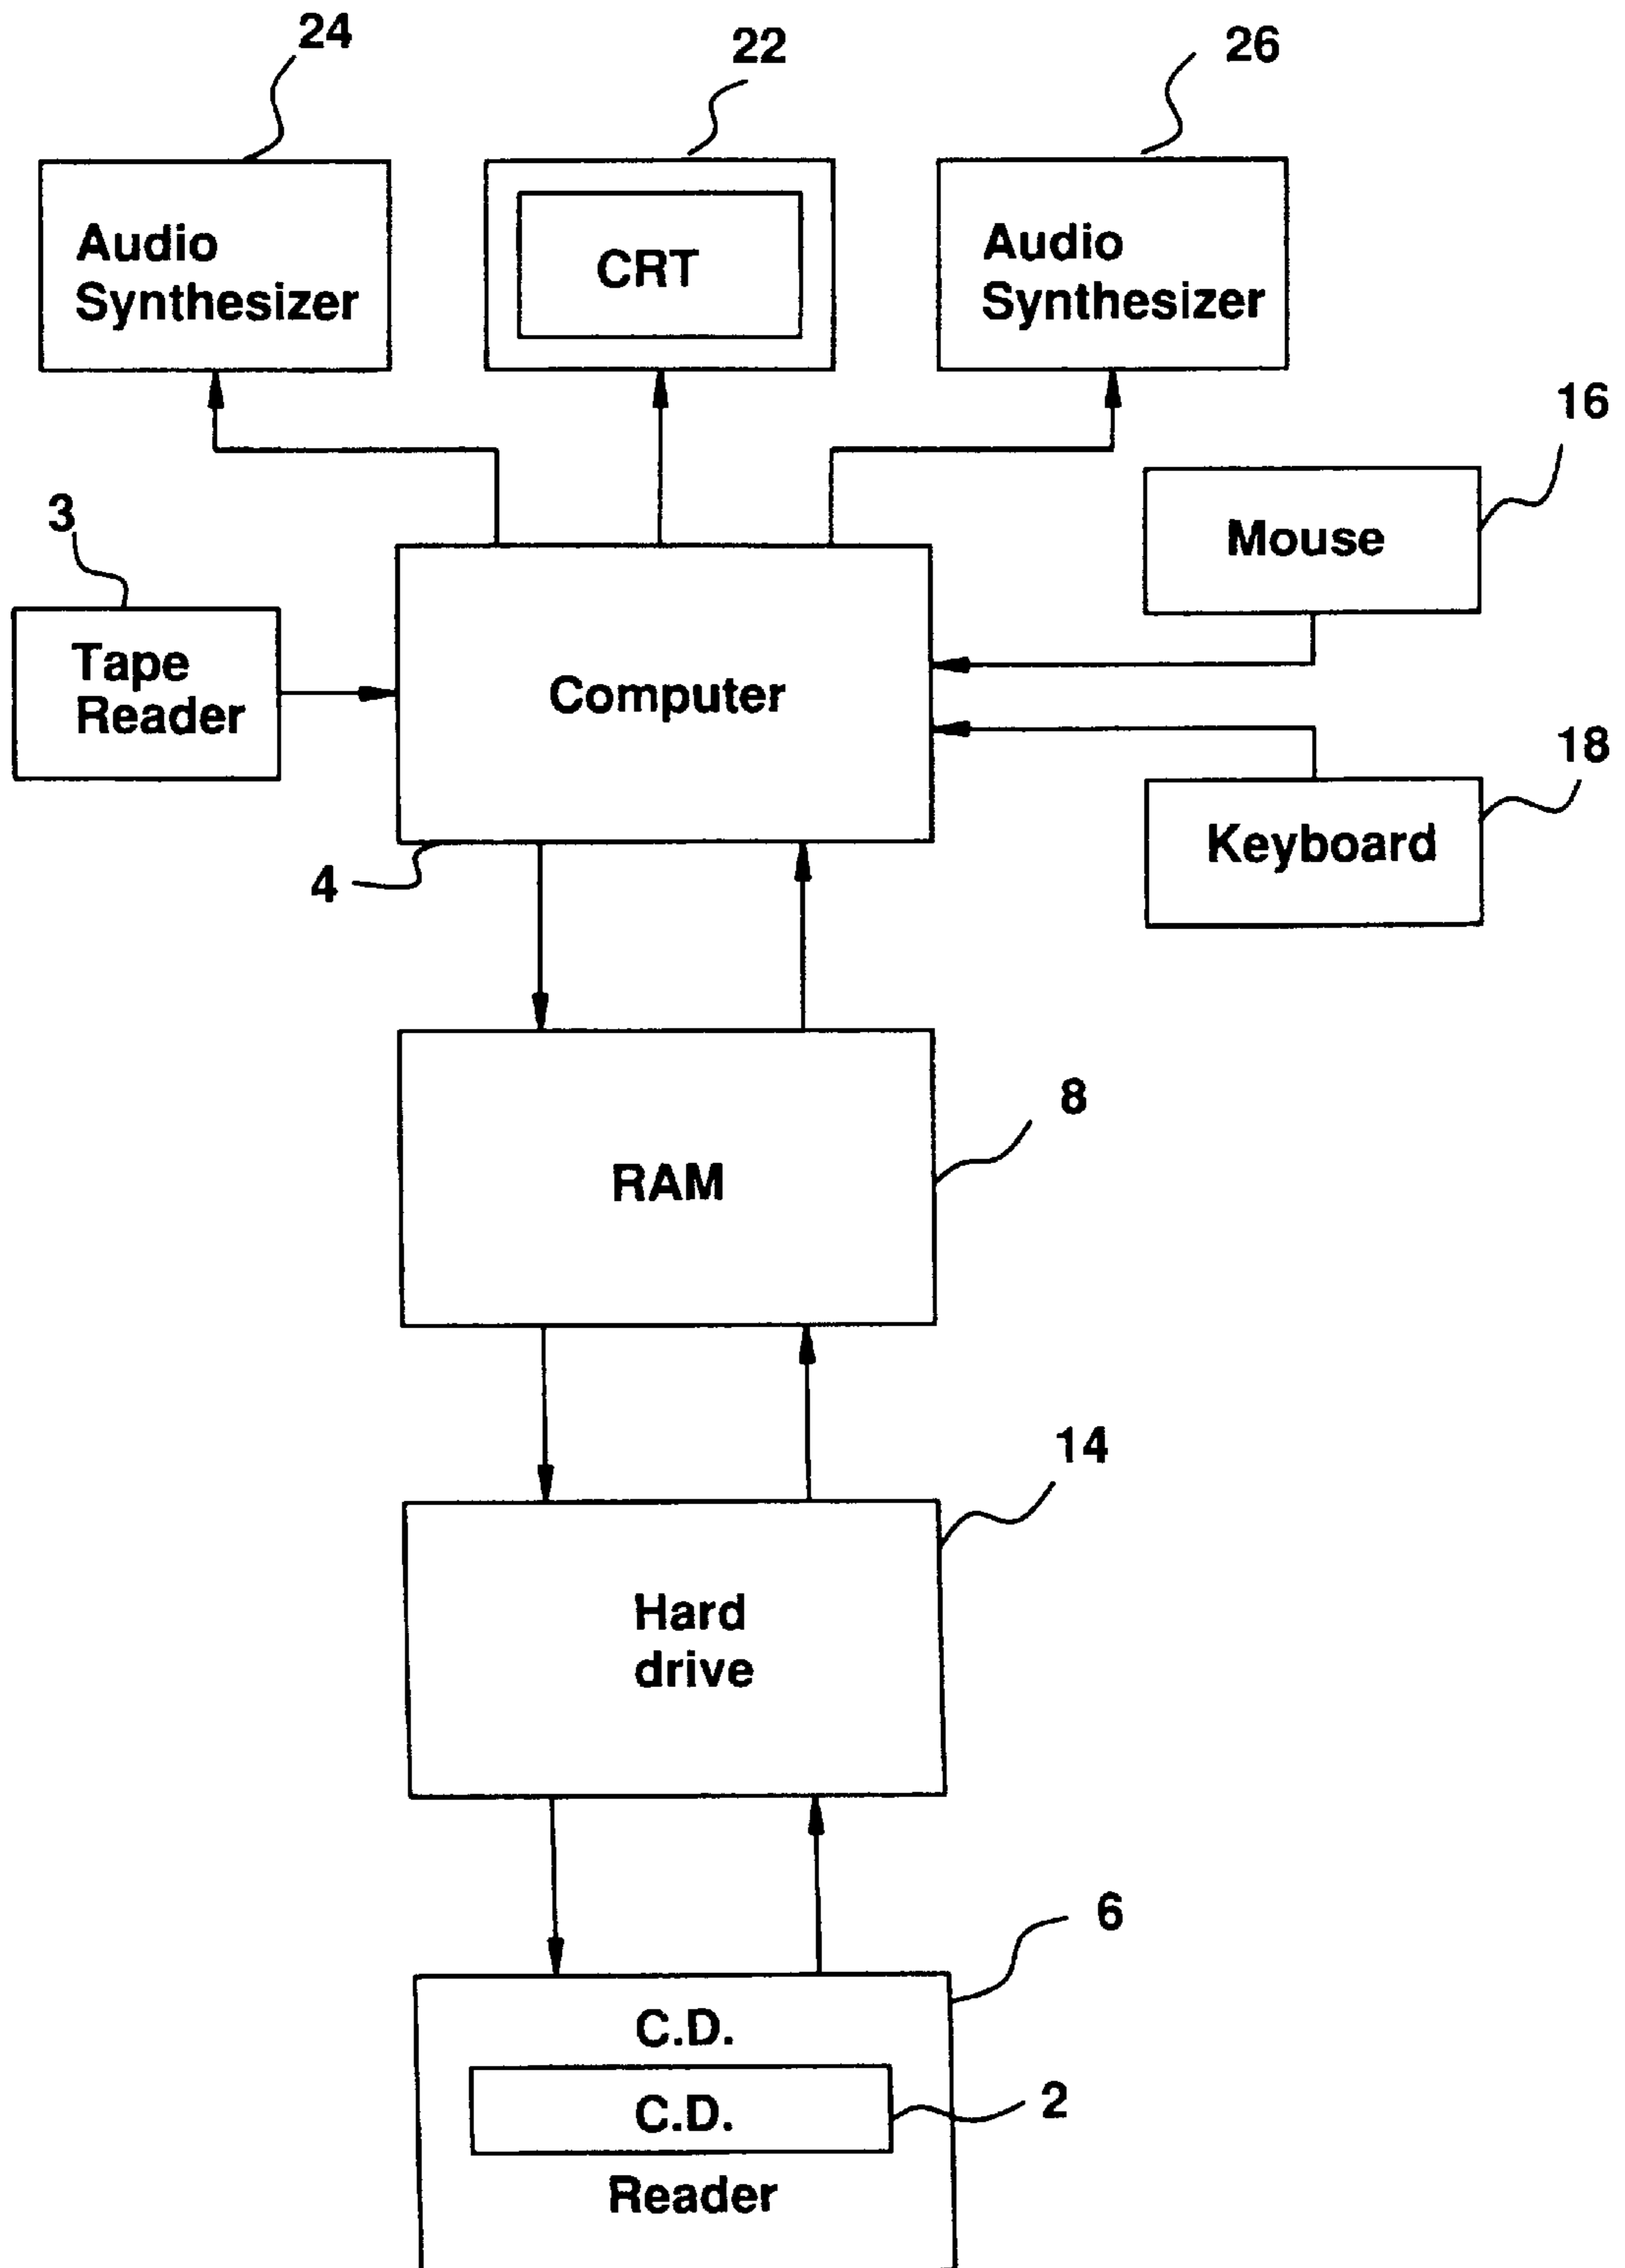 24
22
26
Audio
Synthesizer
CRT
Audio
Synthesizer
16
3
Mouse
Tape
Reader
Computer
18
Keyboard
4
8
RAM
14
Hard
drive
6
C.D.
C.D.
2
Reader